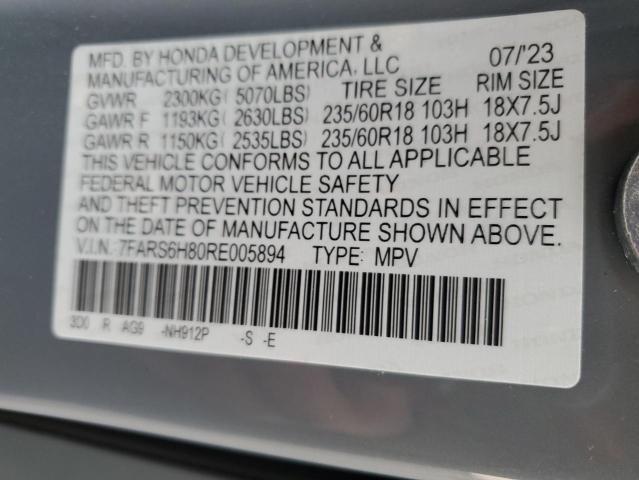 MFD. BY HONDA DEVELOPMENT & 07/'23
MANUFACTURING OF AMERICA, LLC
GVWR 2300KG( 5070LBS) TIRE SIZE RIM SIZE
GAWR F 1193KG( 2630LBS) 235/60R18 103H 18X7.5J
GAWR R 1150KG( 2535LBS) 235/60R18 103H 18X7.5J
THIS VEHICLE CONFORMS TO ALL APPLICABLE
FEDERAL MOTOR VEHICLE SAFETY
AND THEFT PREVENTION STANDARDS IN EFFECT
ON THE DATE OF MANUFACTURE SHOWN ABOVE.
V.I.N.: 7FARS6H80RE005894 TYPE: MPV
3D0 R AG9 -NH912P -S -E